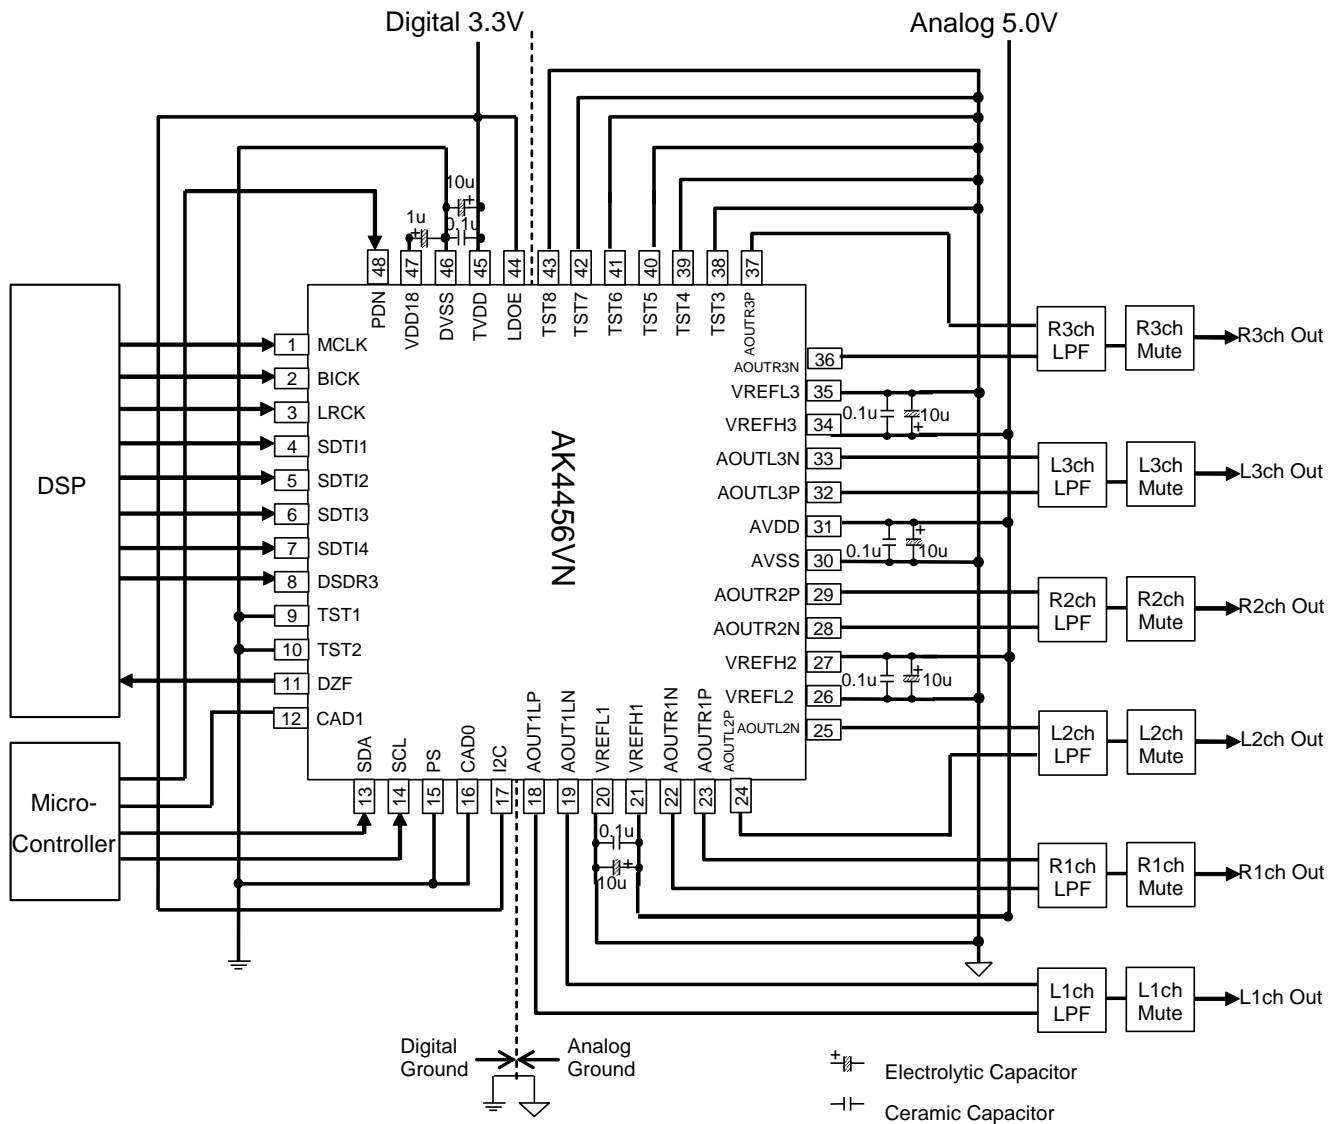 Digital 3.3V
Analog 5.0V
10u
1u
0.1u
48
47
46
45
44
43
42
41
40
39
38
37
PDN
VDD18
DVSS
TVDD
LDOE
TST8
TST7
TST6
TST5
TST4
TST3
AOUTR3P
DSP
1 MCLK
2 BICK
3 LRCK
4 SDTI1
5 SDTI2
6 SDTI3
7 SDTI4
8 DSDR3
9 TST1
10 TST2
11 DZF
12 CAD1
AK4456VN
AOUTR3N 36
VREFL3 35
VREFH3 34
AOUTL3N 33
AOUTL3P 32
AVDD 31
AVSS 30
AOUTR2P 29
AOUTR2N 28
VREFH2 27
VREFL2 26
AOUTL2N 25
0.1u
10u
0.1u
10u
0.1u
10u
SDA
SCL
PS
CAD0
I2C
AOUT1LP
AOUT1LN
VREFL1
VREFH1
AOUTR1N
AOUTR1P
AOUTL2P
13
14
15
16
17
18
19
20
21
22
23
24
0.1u
10u
Micro-
Controller
R3ch
LPF
R3ch
Mute
R3ch Out
L3ch
LPF
L3ch
Mute
L3ch Out
R2ch
LPF
R2ch
Mute
R2ch Out
L2ch
LPF
L2ch
Mute
L2ch Out
R1ch
LPF
R1ch
Mute
R1ch Out
L1ch
LPF
L1ch
Mute
L1ch Out
Digital
Ground
Analog
Ground
Electrolytic Capacitor
Ceramic Capacitor